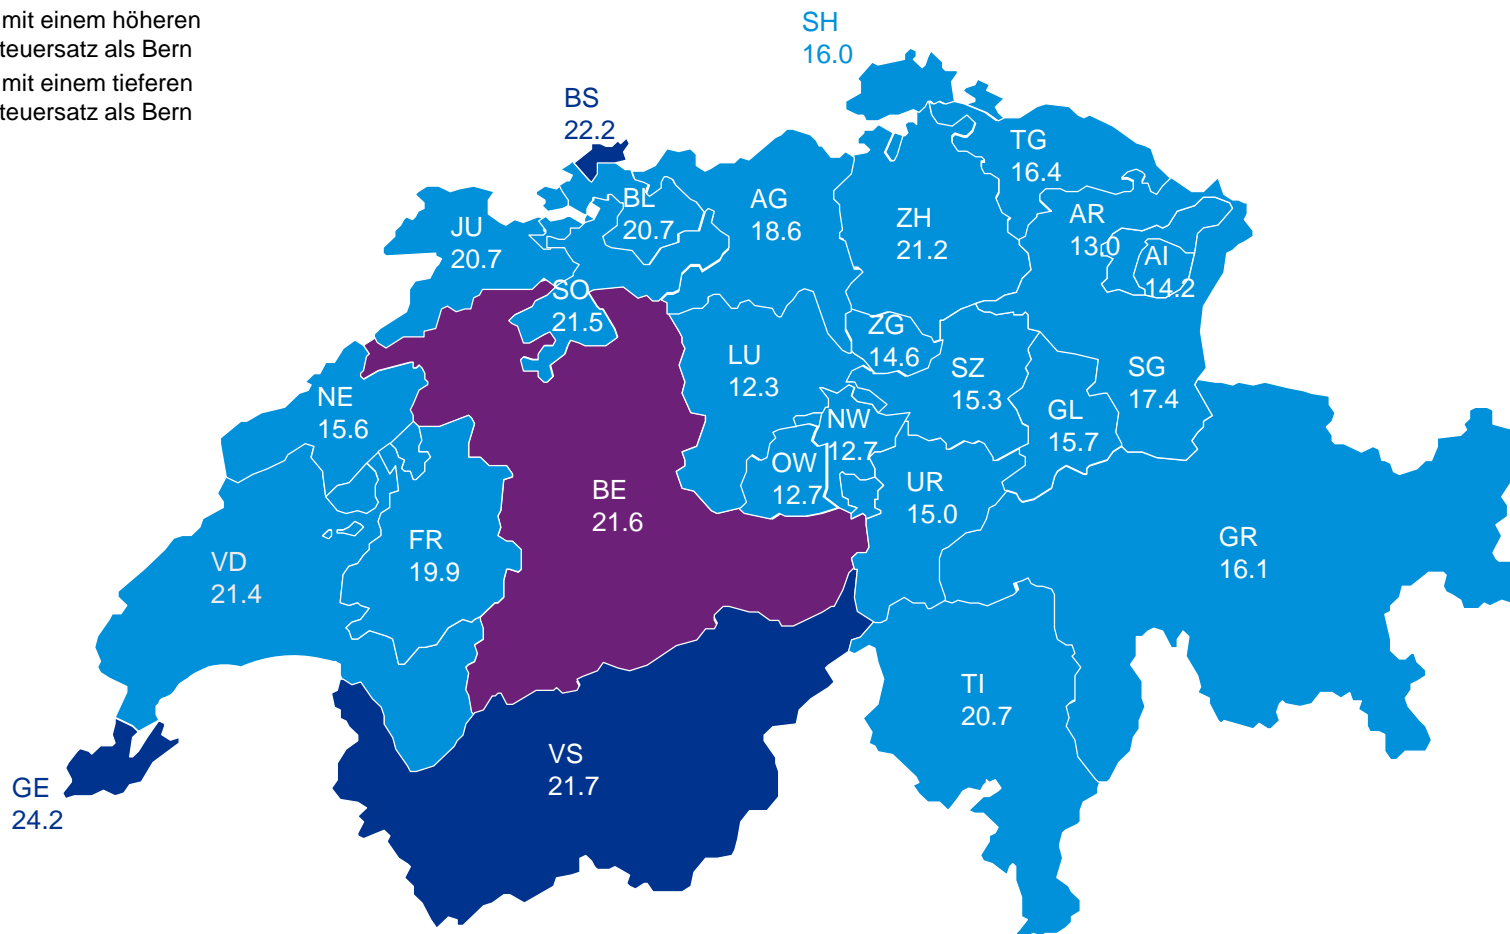 mit einem höheren
teuersatz als Bern
mit einem tieferen
teuersatz als Bern
SH
16.0
BS
22.2
TG
16.4
BL
20.7
AG
18.6
ZH
21.2
AR
13.0
JU
20.7
AI
14.2
SO
21.5
ZG
14.6
LU
12.3
SZ
15.3
SG
17.4
NE
15.6
GL
15.7
NW
12.7
OW
12.7
BE
21.6
UR
15.0
FR
19.9
GR
16.1
VD
21.4
TI
20.7
VS
21.7
GE
24.2